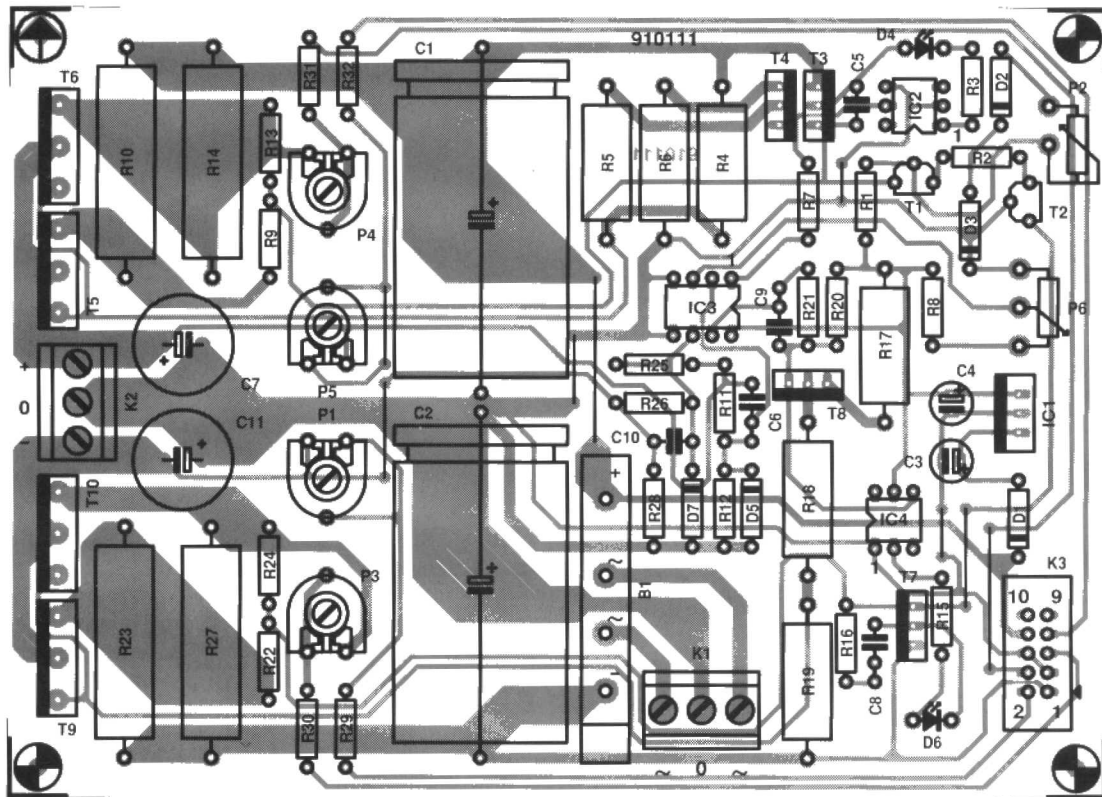 C1
910111
D4
T6
R31
R32
T4
T3
C5
R3
D2
P2
IC2
R10
R14
R13
R5
R6
R4
1
R2
R9
P4
R7
R1
T1
D3
T2
T5
1
IC3
C9
R21
R20
R17
R8
P6
+
0
−
K2
C7
P5
R25
R26
R11
C6
T8
C4
IC1
C11
P1
C2
C10
C3
T10
+
R28
D7
R12
D5
R18
IC4
D1
R24
P3
B1
~
~
1
T7
K3
10
9
R23
R27
R22
R16
R15
K1
R19
C8
2
1
T9
R30
R29
D6
~
0
~